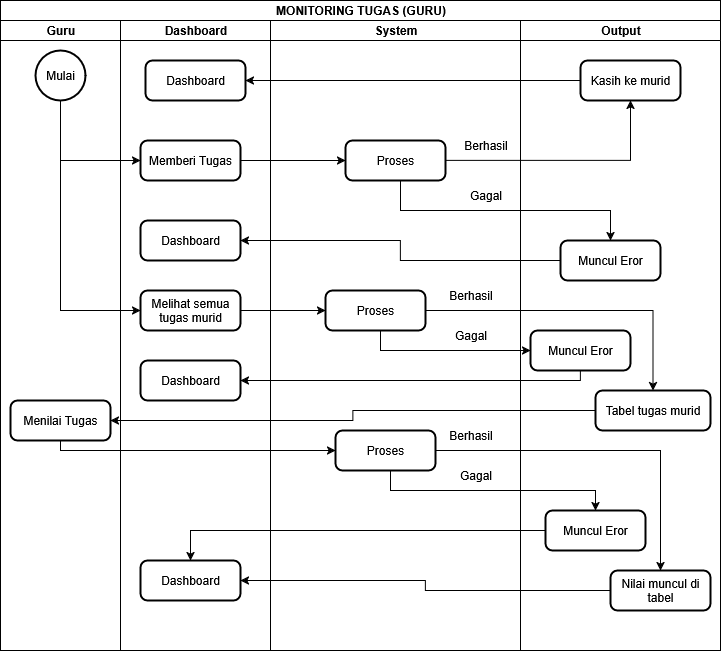 MONITORING TUGAS (GURU)
Guru
Dashboard
System
Output
Mulai
Dashboard
Kasih ke murid
Memberi Tugas
Proses
Berhasil
Gagal
Dashboard
Muncul Eror
Melihat semua
tugas murid
Proses
Berhasil
Gagal
Muncul Eror
Dashboard
Tabel tugas murid
Menilai Tugas
Proses
Berhasil
Gagal
Muncul Eror
Dashboard
Nilai muncul di
tabel